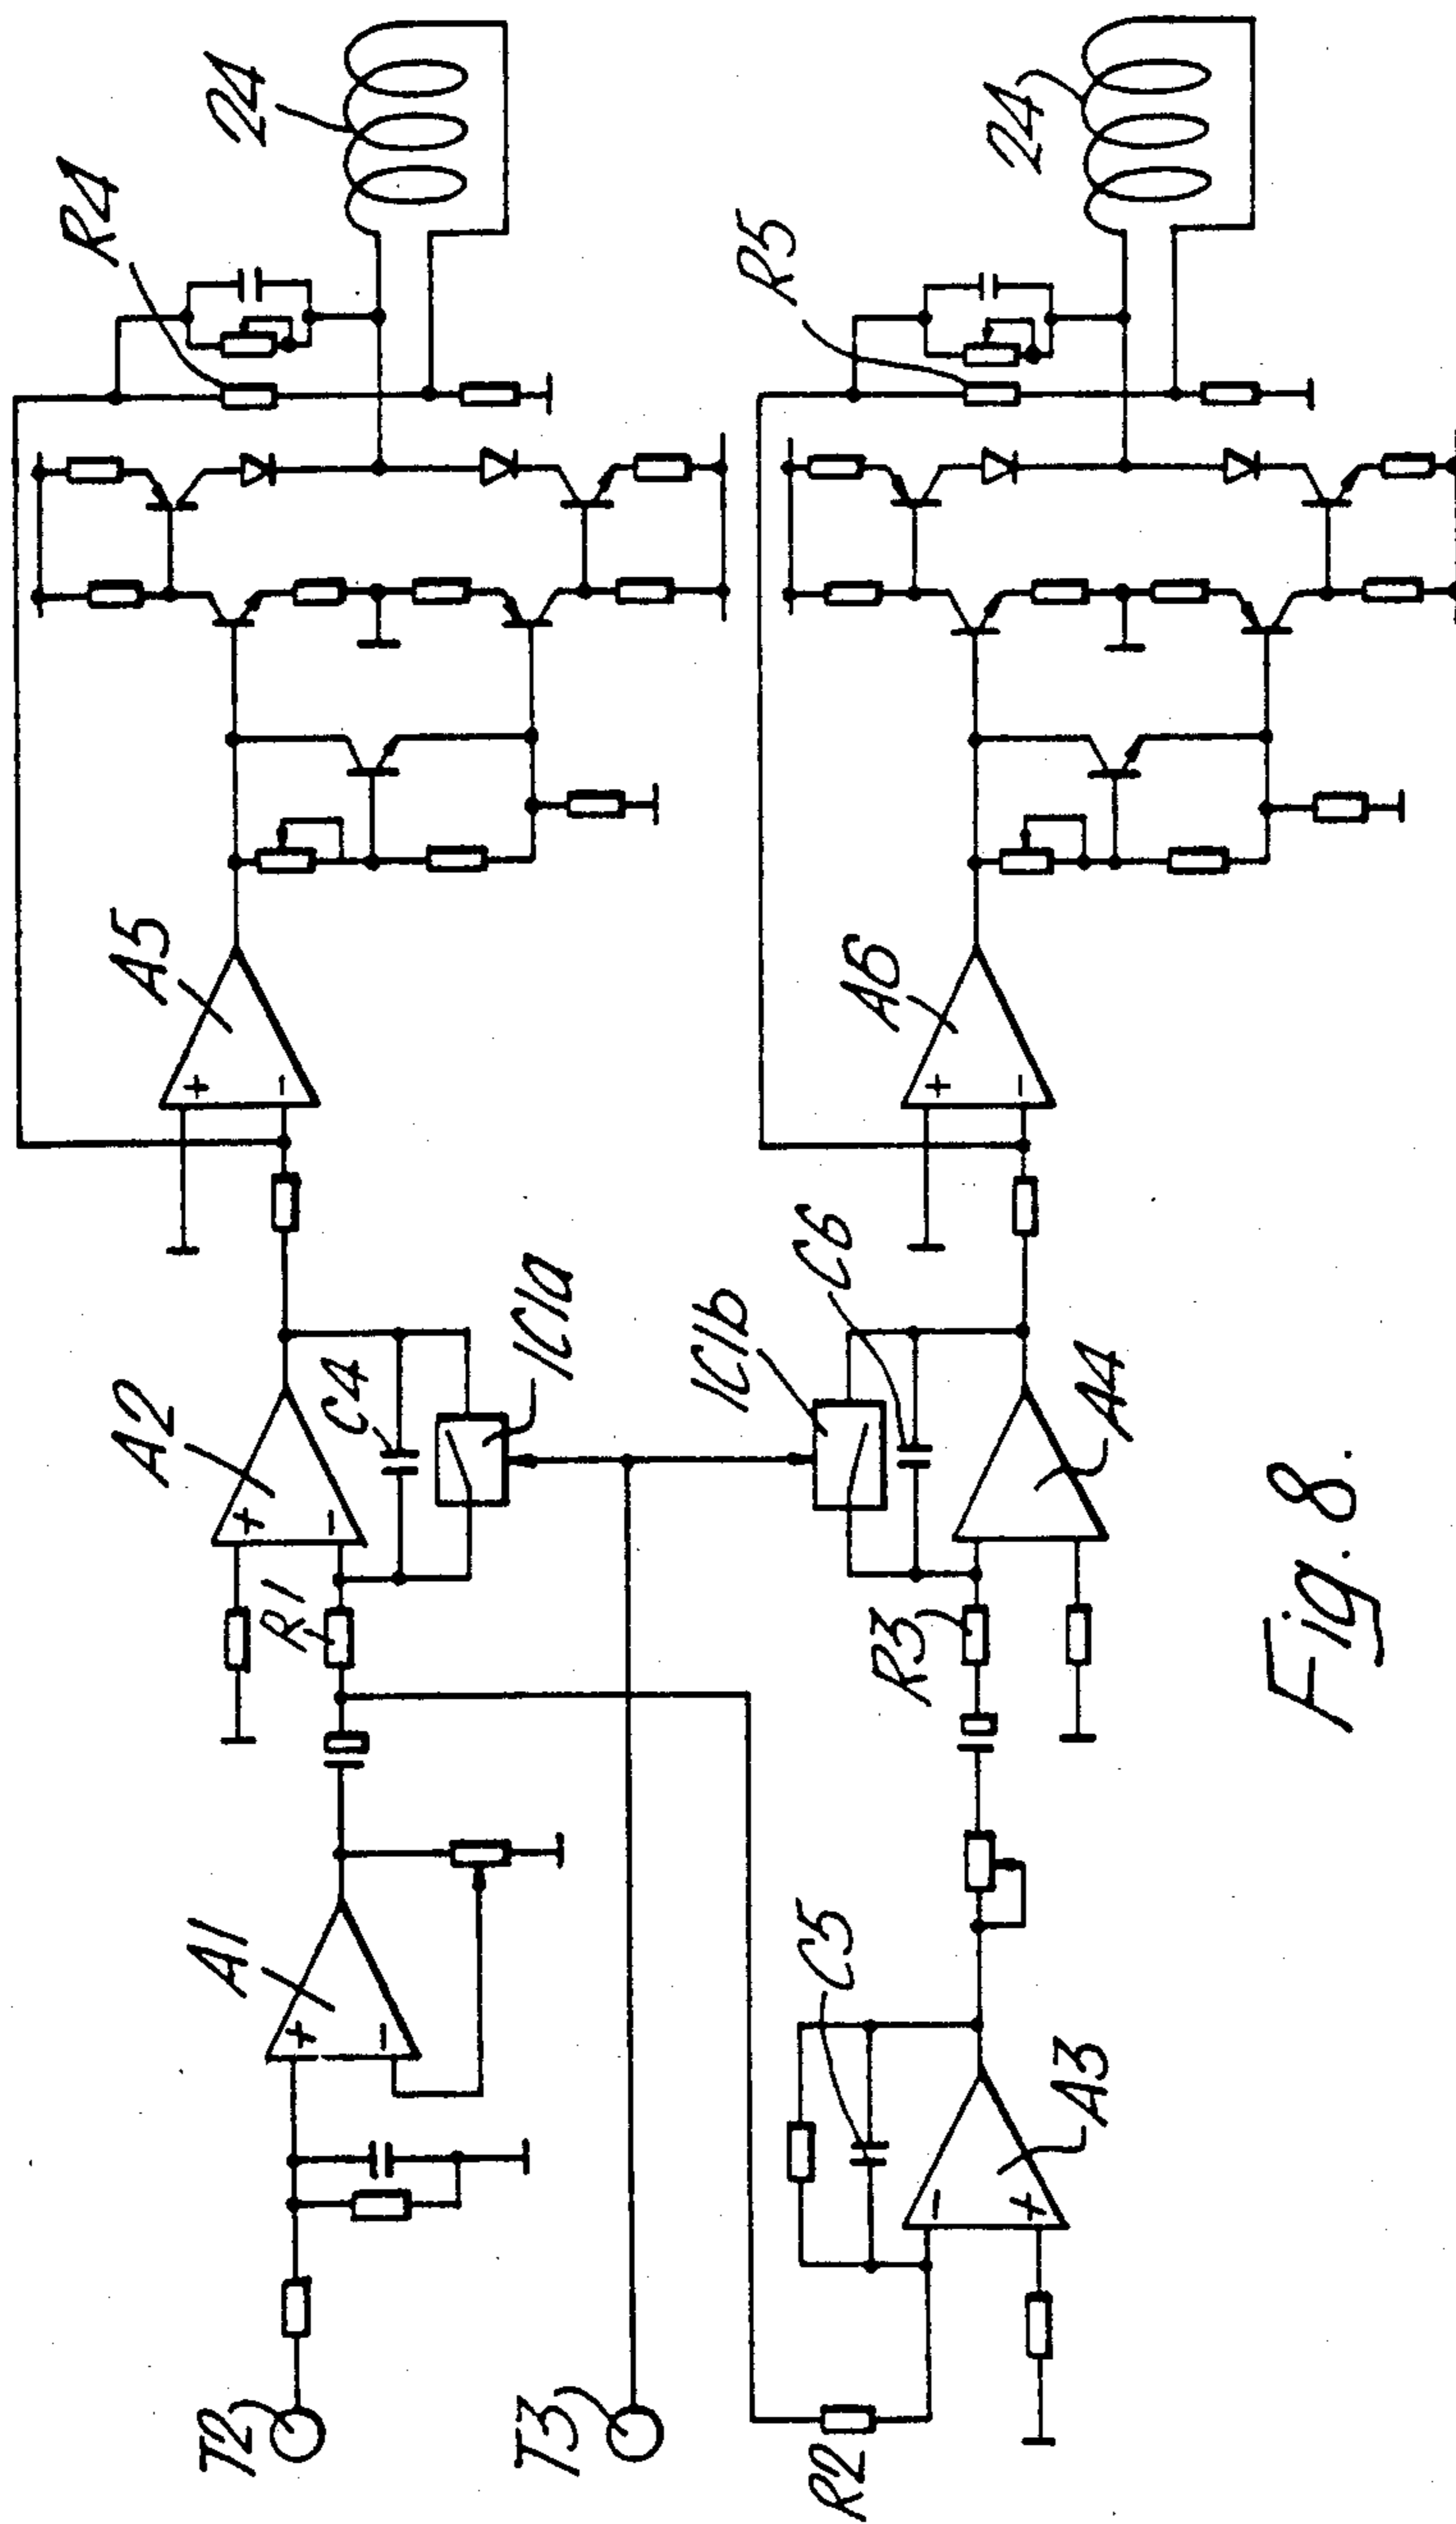 24
R4
A5
A2
+
−
C4
IC1a
R1
A1
+
−
T2
T3
+
−
24
R5
A6
+
−
IC1b
C6
A4
R3
C5
A3
−
+
R2
Fig. 8.